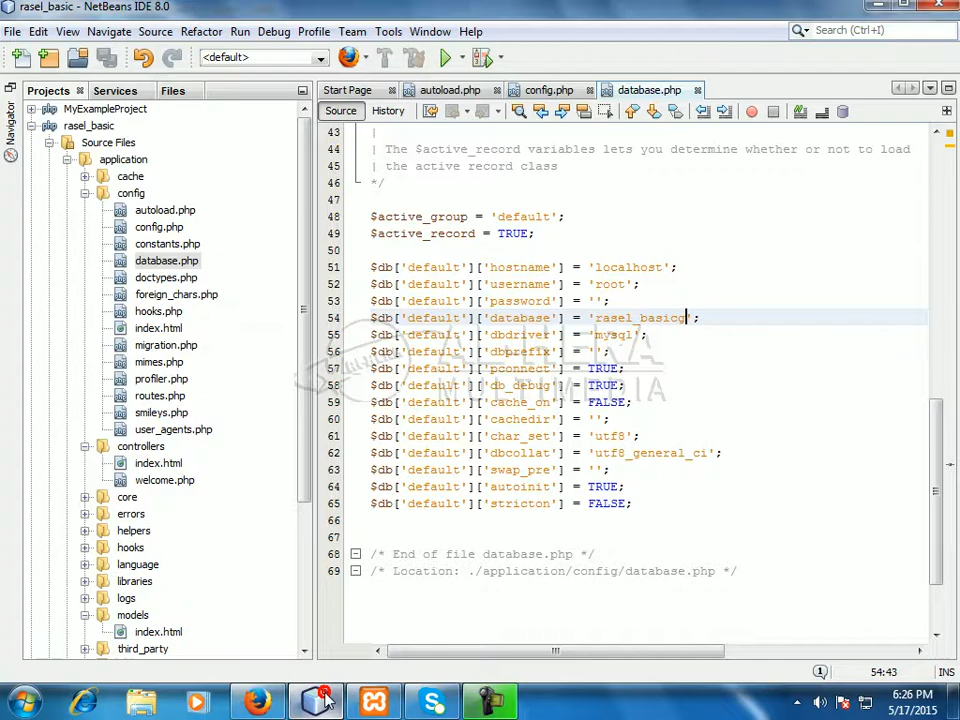 rasel_basic - NetBeans IDE 8.0
File Edit View Navigate Source Refactor Run Debug Profile Team Tools Window Help
Search (Ctrl+I)
<default>
Projects Services Files
Start Page autoload.php config.php database.php
Source History
Navigator
MyExampleProject
rasel_basic
Source Files
application
cache
config
autoload.php
config.php
constants.php
database.php
doctypes.php
foreign_chars.php
hooks.php
index.html
migration.php
mimes.php
profiler.php
routes.php
smileys.php
user_agents.php
controllers
index.html
welcome.php
core
errors
helpers
hooks
language
libraries
logs
models
index.html
third_party
43 |
44 | The $active_record variables lets you determine whether or not to load
45 | the active record class
46 */
47
48 $active_group = 'default';
49 $active_record = TRUE;
50
51 $db['default']['hostname'] = 'localhost';
52 $db['default']['username'] = 'root';
53 $db['default']['password'] = '';
54 $db['default']['database'] = 'rasel_basicg';
55 $db['default']['dbdriver'] = 'mysql';
56 $db['default']['dbprefix'] = '';
57 $db['default']['pconnect'] = TRUE;
58 $db['default']['db_debug'] = TRUE;
59 $db['default']['cache_on'] = FALSE;
60 $db['default']['cachedir'] = '';
61 $db['default']['char_set'] = 'utf8';
62 $db['default']['dbcollat'] = 'utf8_general_ci';
63 $db['default']['swap_pre'] = '';
64 $db['default']['autoinit'] = TRUE;
65 $db['default']['stricton'] = FALSE;
66
67
68 /* End of file database.php */
69 /* Location: ./application/config/database.php */
MULTIMEDIA
1 54:43 INS
6:26 PM
5/17/2015